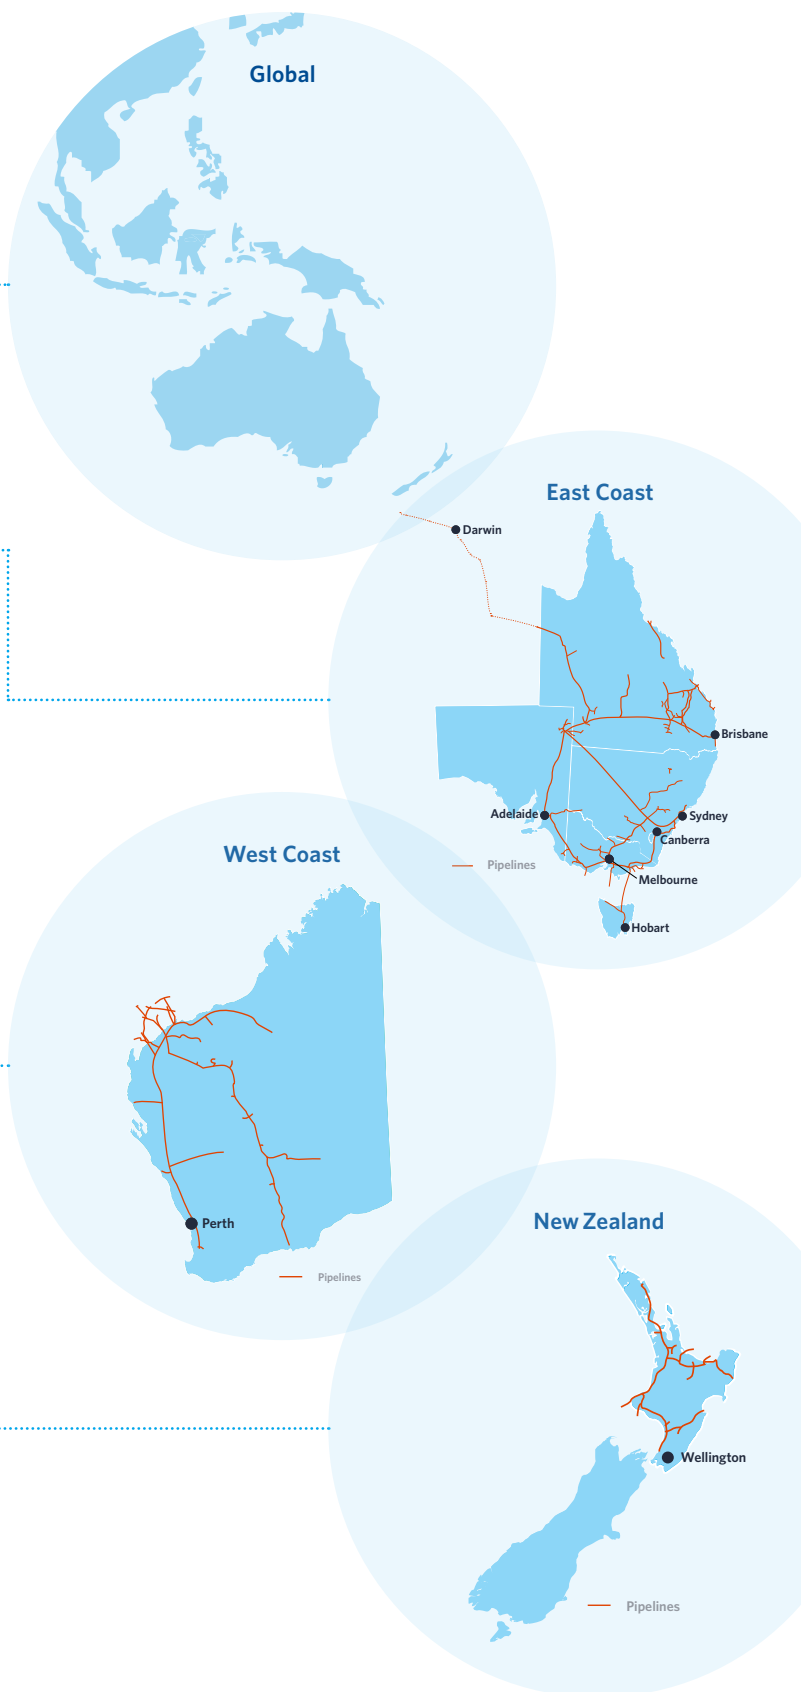 Global
East Coast
Darwin
Brisbane
Adelaide
Sydney
Canberra
Pipelines
Melbourne
Hobart
West Coast
Perth
Pipelines
New Zealand
Wellington
Pipelines